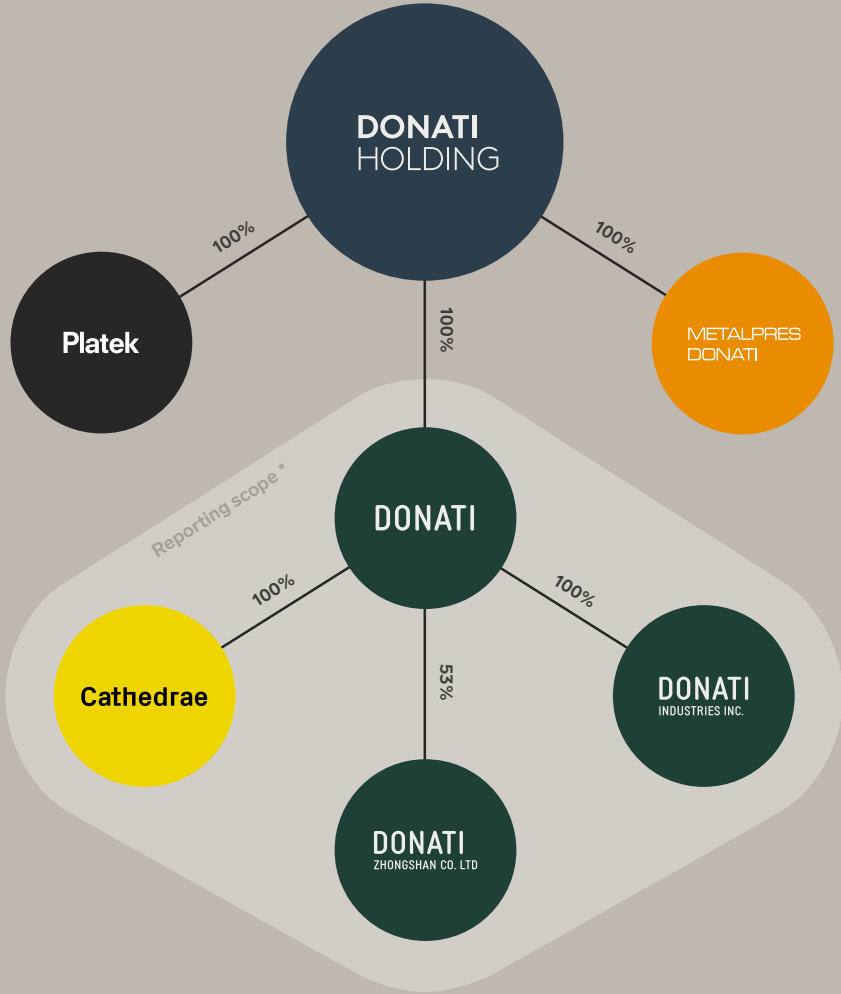 DONATI
HOLDING
100%
100%
100%
Platek
METALPRES
DONATI
Reporting scope *
DONATI
100%
53%
100%
Cathedrae
DONATI
INDUSTRIES INC.
DONATI
ZHONGSHAN CO. LTD